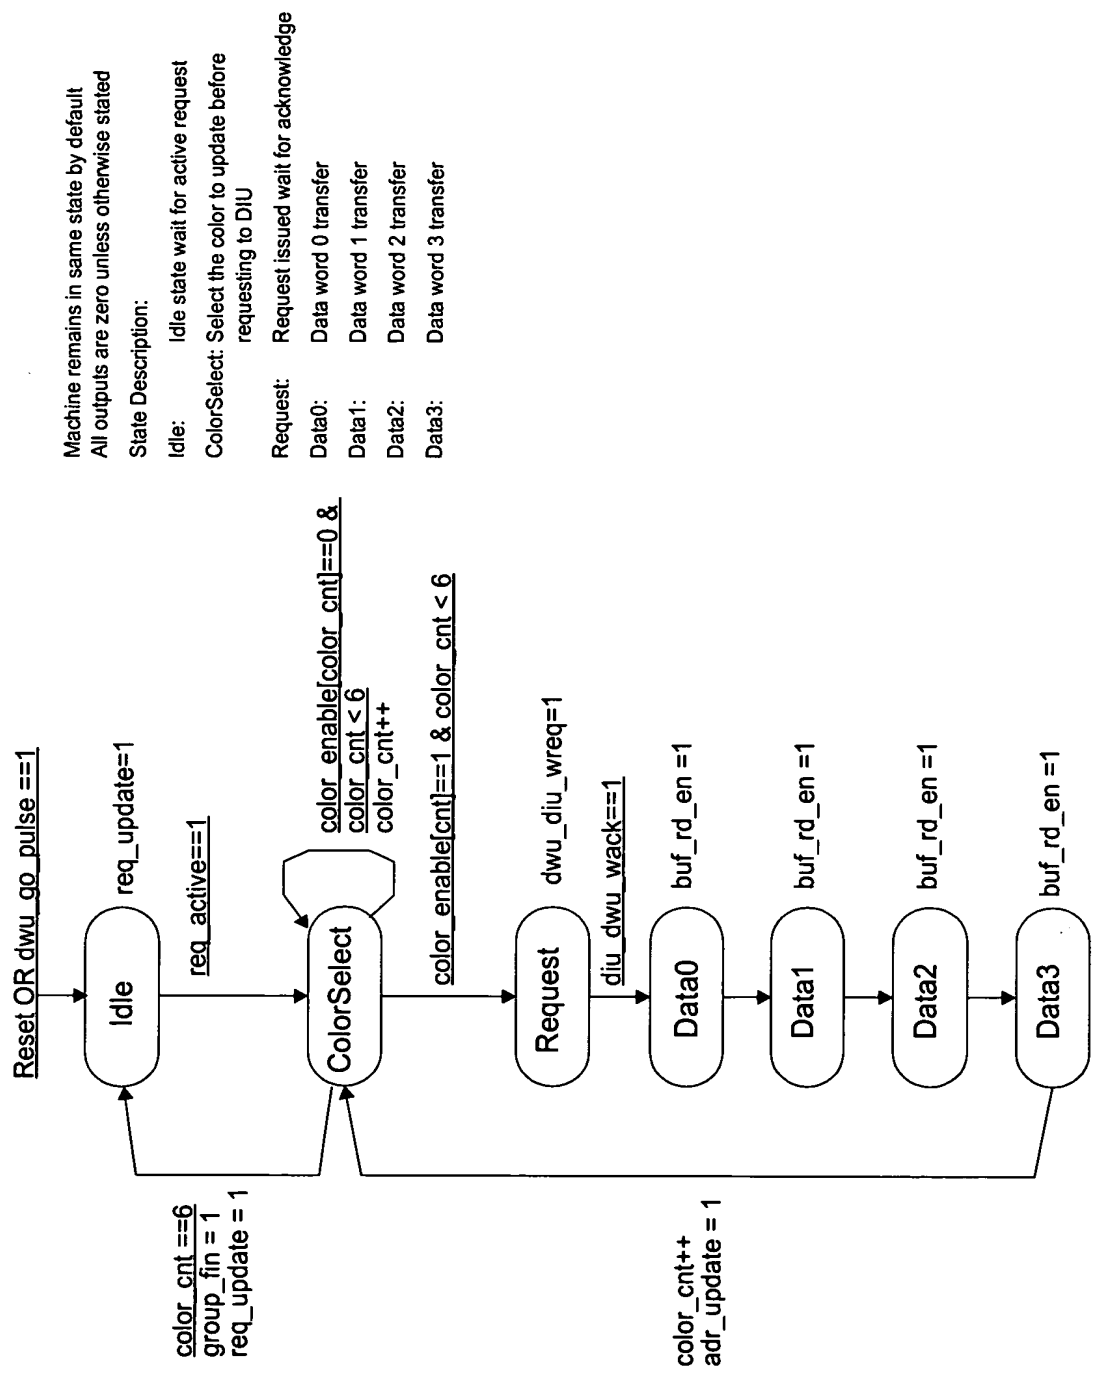 Reset OR dwu_go_pulse ==1
Idle
req_update=1
req_active==1
ColorSelect
color_enable[color_cnt]==0 &
color_cnt < 6
color_cnt++
color_enable[cnt]==1 & color_cnt < 6
Request
dwu_diu_wreq=1
diu_dwu_wack==1
Data0
buf_rd_en =1
Data1
buf_rd_en =1
Data2
buf_rd_en =1
Data3
buf_rd_en =1
color_cnt ==6
group_fin = 1
req_update = 1
color_cnt++
adr_update = 1
Machine remains in same state by default
All outputs are zero unless otherwise stated
State Description:
Idle: Idle state wait for active request
ColorSelect: Select the color to update before
requesting to DIU
Request: Request issued wait for acknowledge
Data0: Data word 0 transfer
Data1: Data word 1 transfer
Data2: Data word 2 transfer
Data3: Data word 3 transfer